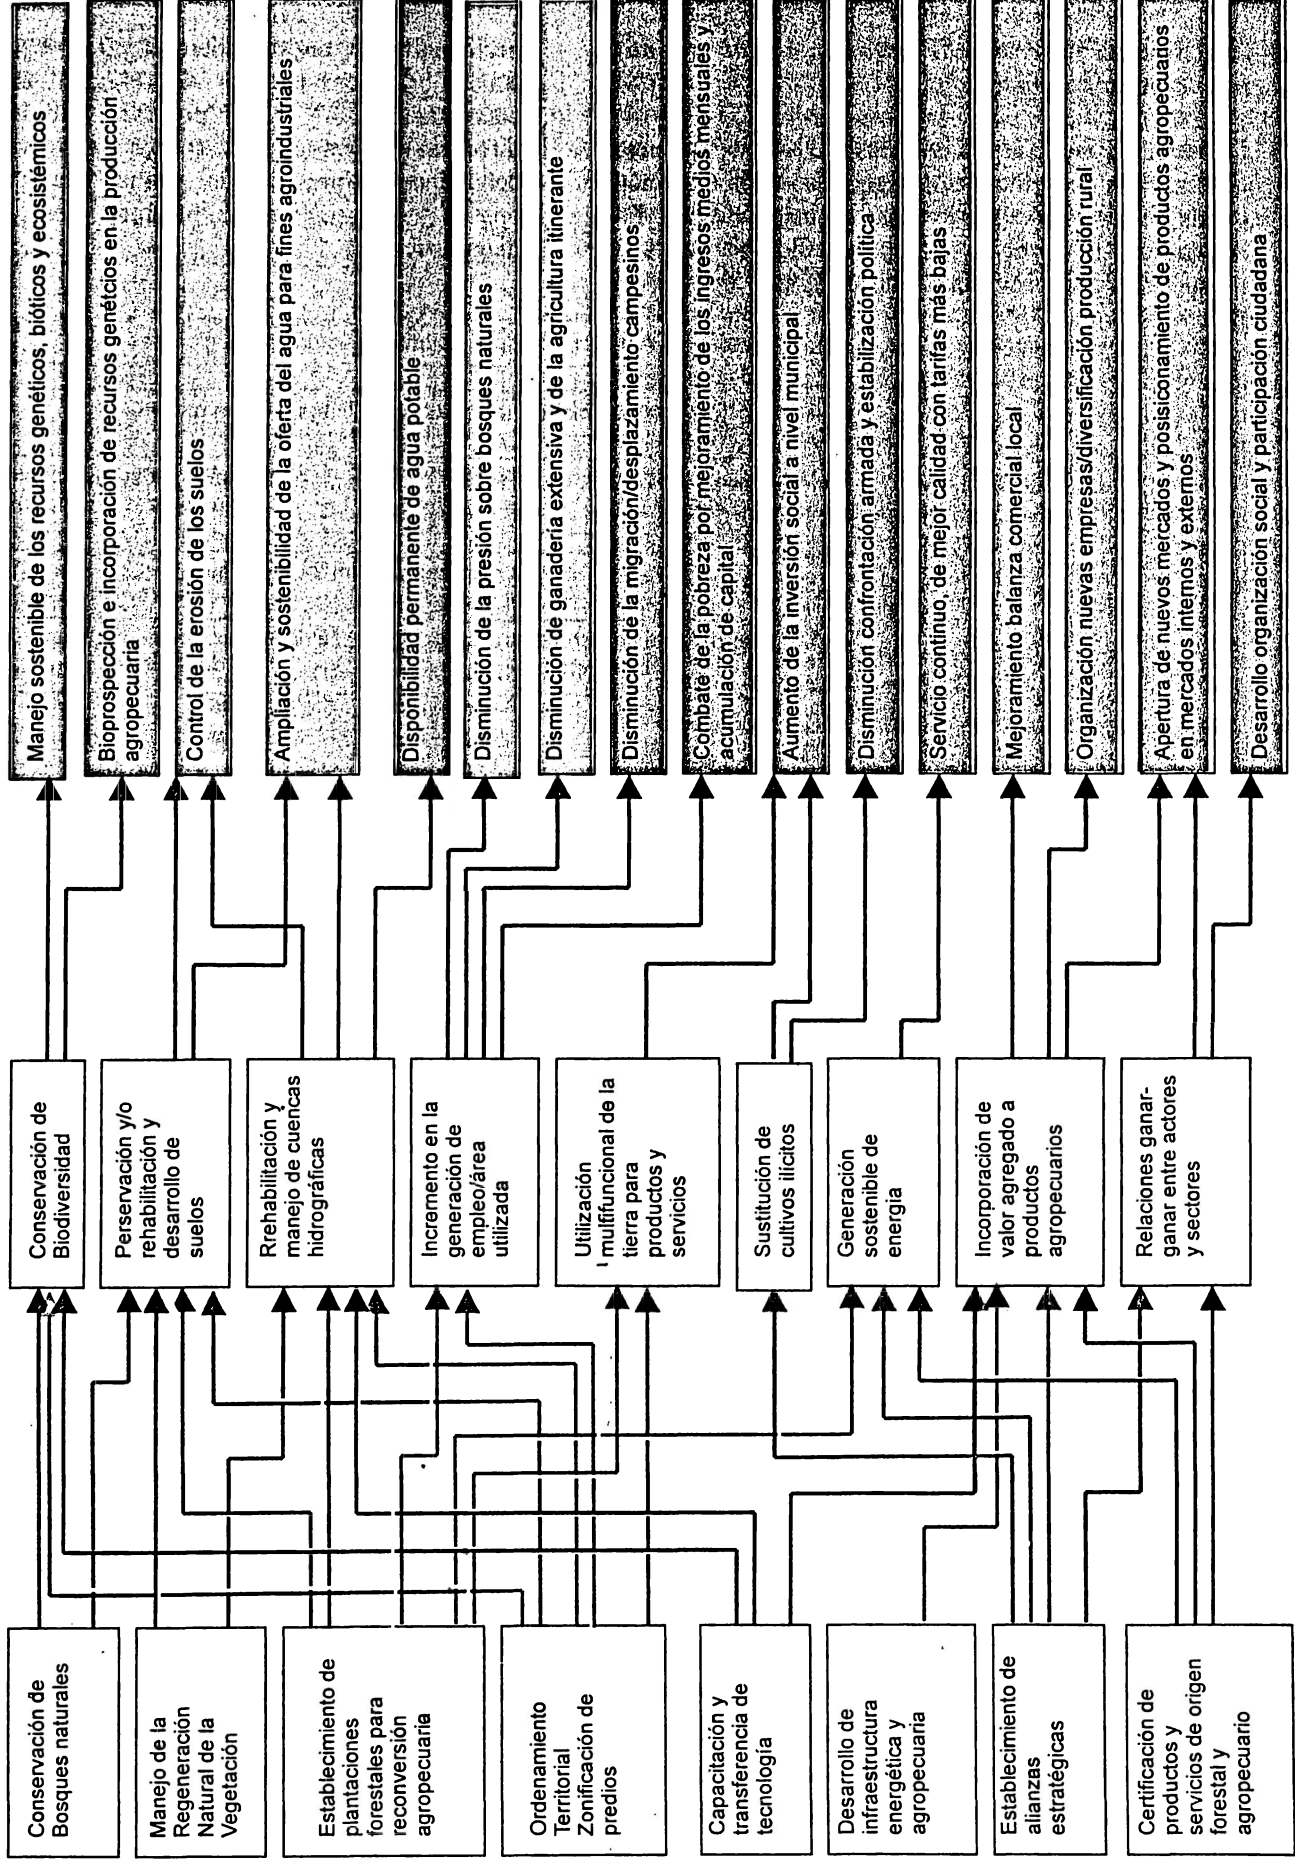 Conservación de
Bosques naturales
Manejo de la
Regeneración
Natural de la
Vegetación
Establecimiento de
plantaciones
forestales para
reconversión
agropecuaria
Ordenamiento
Territorial
Zonificación de
predios
Capacitación y
transferencia de
tecnología
Desarrollo de
infraestructura
energética y
agropecuaria
Establecimiento de
alianzas
estratégicas
Certificación de
productos y
servicios de origen
forestal y
agropecuario
Conservación de
Biodiversidad
Perservación y/o
rehabilitación y
desarrollo de
suelos
Rrehabilitación y
manejo de cuencas
hidrográficas
Incremento en la
generación de
empleo/área
utilizada
Utilización
multifuncional de la
tierra para
productos y
servicios
Sustitución de
cultivos ilícitos
Generación
sostenible de
energía
Incorporación de
valor agregado a
productos
agropecuarios
Relaciones ganar-
ganar entre actores
y sectores
Manejo sostenible de los recursos genéticos, bióticos y ecosistémicos
Bioprospección e incorporación de recursos genétcios en la producción
agropecuaria
Control de la erosión de los suelos
Ampliación y sostenibilidad de la oferta del agua para fines agroindustriales
Disponibilidad permanente de agua potable
Disminución de la presión sobre bosques naturales
Disminución de ganadería extensiva y de la agricultura itinerante
Disminución de la migración/desplazamiento campesinos
Combate de la pobreza por mejoramiento de los ingresos medios mensuales y
acumulación de capital
Aumento de la inversión social a nivel municipal
Disminución confrontación armada y estabilización política
Servicio continuo, de mejor calidad con tarifas más bajas
Mejoramiento balanza comercial local
Organización nuevas empresas/diversificación producción rural
Apertura de nuevos mercados y posiconamiento de productos agropecuarios
en mercados internos y externos
Desarrollo organización social y participación ciudadana